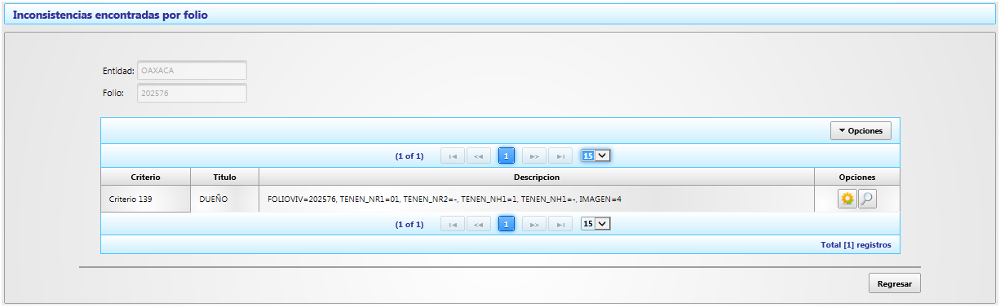 Inconsistencias encontradas por folio
Entidad: OAXACA
Folio: 202576
Opciones
(1 of 1) 1 15
Criterio Titulo Descripcion Opciones
Criterio 139 DUEÑO FOLIOVIV=202576, TENEN_NR1=01, TENEN_NR2=-, TENEN_NH1=1, TENEN_NH1=-, IMAGEN=4
(1 of 1) 1 15
Total [1] registros
Regresar